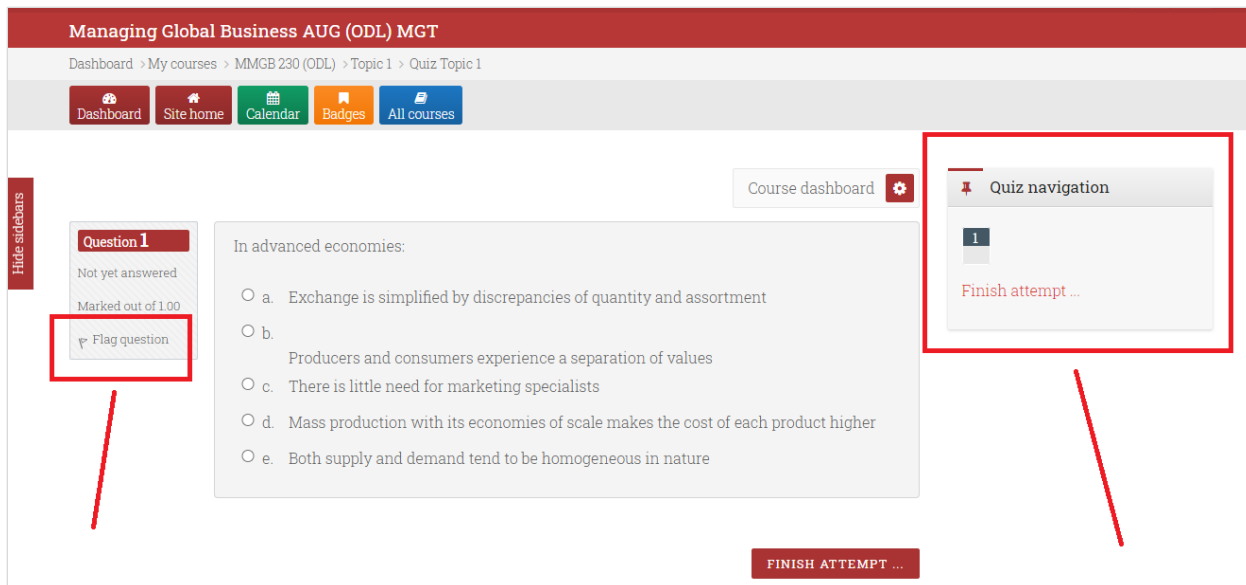 Managing Global Business AUG (ODL) MGT
Dashboard > My courses > MMGB 230 (ODL) > Topic 1 > Quiz Topic 1
Dashboard Site home Calendar Badges All courses
Hide sidebars
Course dashboard
Question 1
Not yet answered
Marked out of 1.00
Flag question
In advanced economies:
a. Exchange is simplified by discrepancies of quantity and assortment
b.
Producers and consumers experience a separation of values
c. There is little need for marketing specialists
d. Mass production with its economies of scale makes the cost of each product higher
e. Both supply and demand tend to be homogeneous in nature
FINISH ATTEMPT ...
Quiz navigation
1
Finish attempt ...